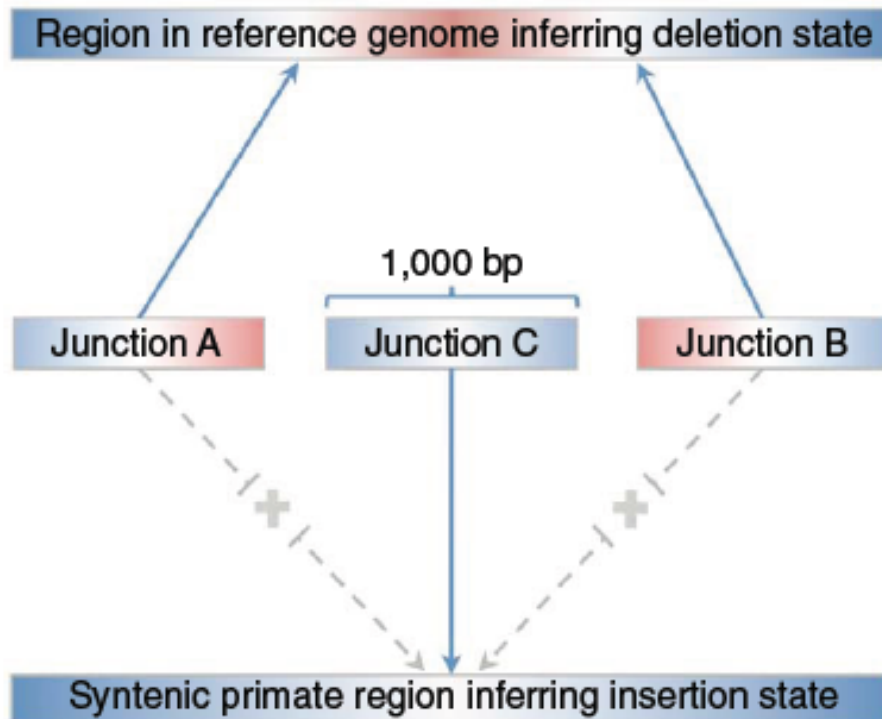 Region in reference genome inferring deletion state
1,000 bp
Junction A
Junction C
Junction B
Syntenic primate region inferring insertion state